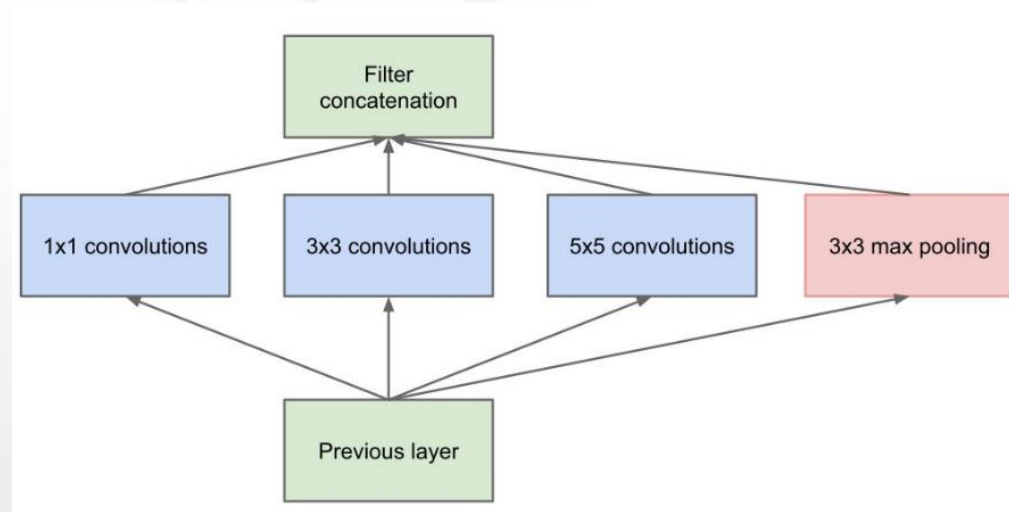 Filter
concatenation
1x1 convolutions
3x3 convolutions
5x5 convolutions
3x3 max pooling
Previous layer